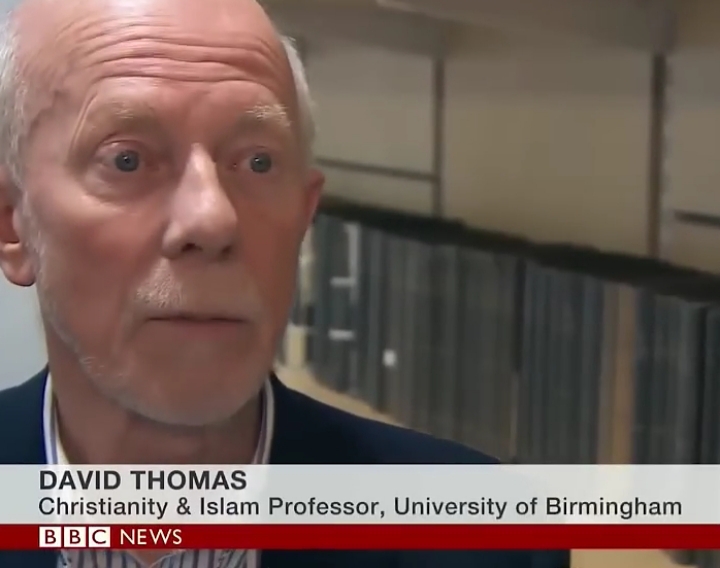 DAVID THOMAS
Christianity & Islam Professor, University of Birmingham
BBC NEWS